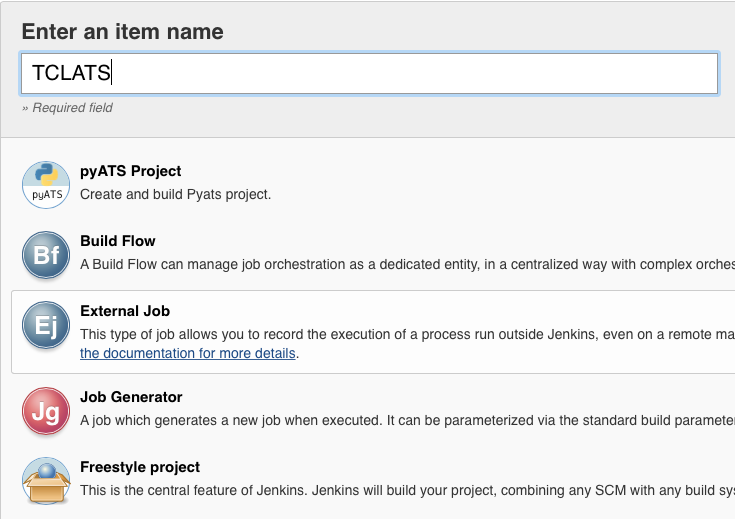 Enter an item name
TCLATS
» Required field
pyATS
pyATS Project
Create and build Pyats project.
Bf
Build Flow
A Build Flow can manage job orchestration as a dedicated entity, in a centralized way with complex orches
Ej
External Job
This type of job allows you to record the execution of a process run outside Jenkins, even on a remote ma
the documentation for more details.
Jg
Job Generator
A job which generates a new job when executed. It can be parameterized via the standard build paramete
Freestyle project
This is the central feature of Jenkins. Jenkins will build your project, combining any SCM with any build sy